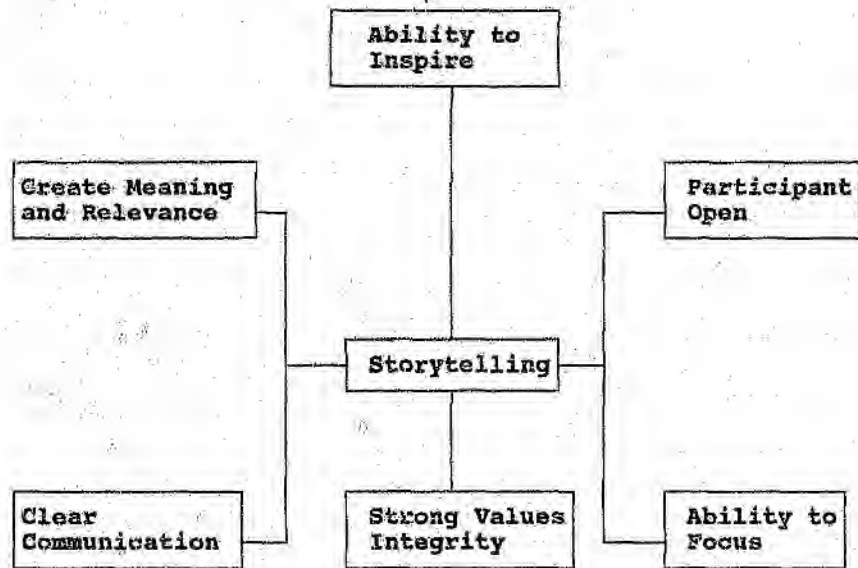 Ability to
Inspire
Create Meaning
and Relevance
Participant
Open
Storytelling
Clear
Communication
Strong Values
Integrity
Ability to
Focus